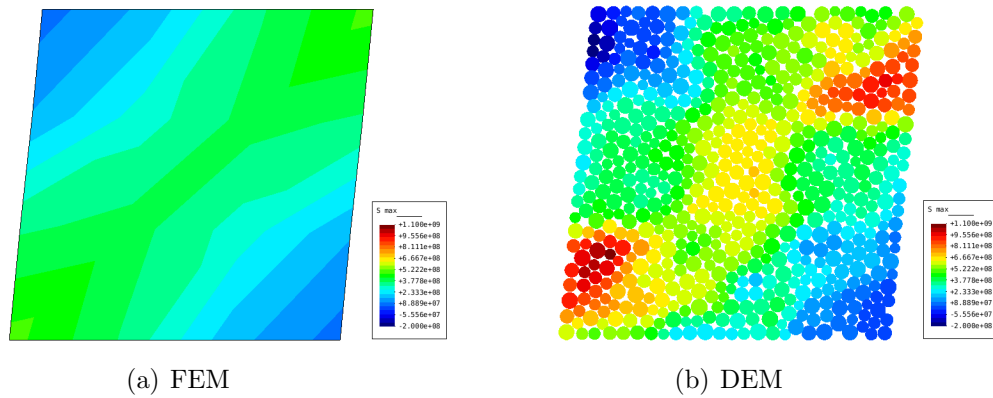 S max
+1.100e+09
+9.556e+08
+8.111e+08
+6.667e+08
+5.222e+08
+3.778e+08
+2.333e+08
+8.889e+07
-5.556e+07
-2.000e+08
S max
+1.100e+09
+9.556e+08
+8.111e+08
+6.667e+08
+5.222e+08
+3.778e+08
+2.333e+08
+8.889e+07
-5.556e+07
-2.000e+08
(a) FEM
(b) DEM